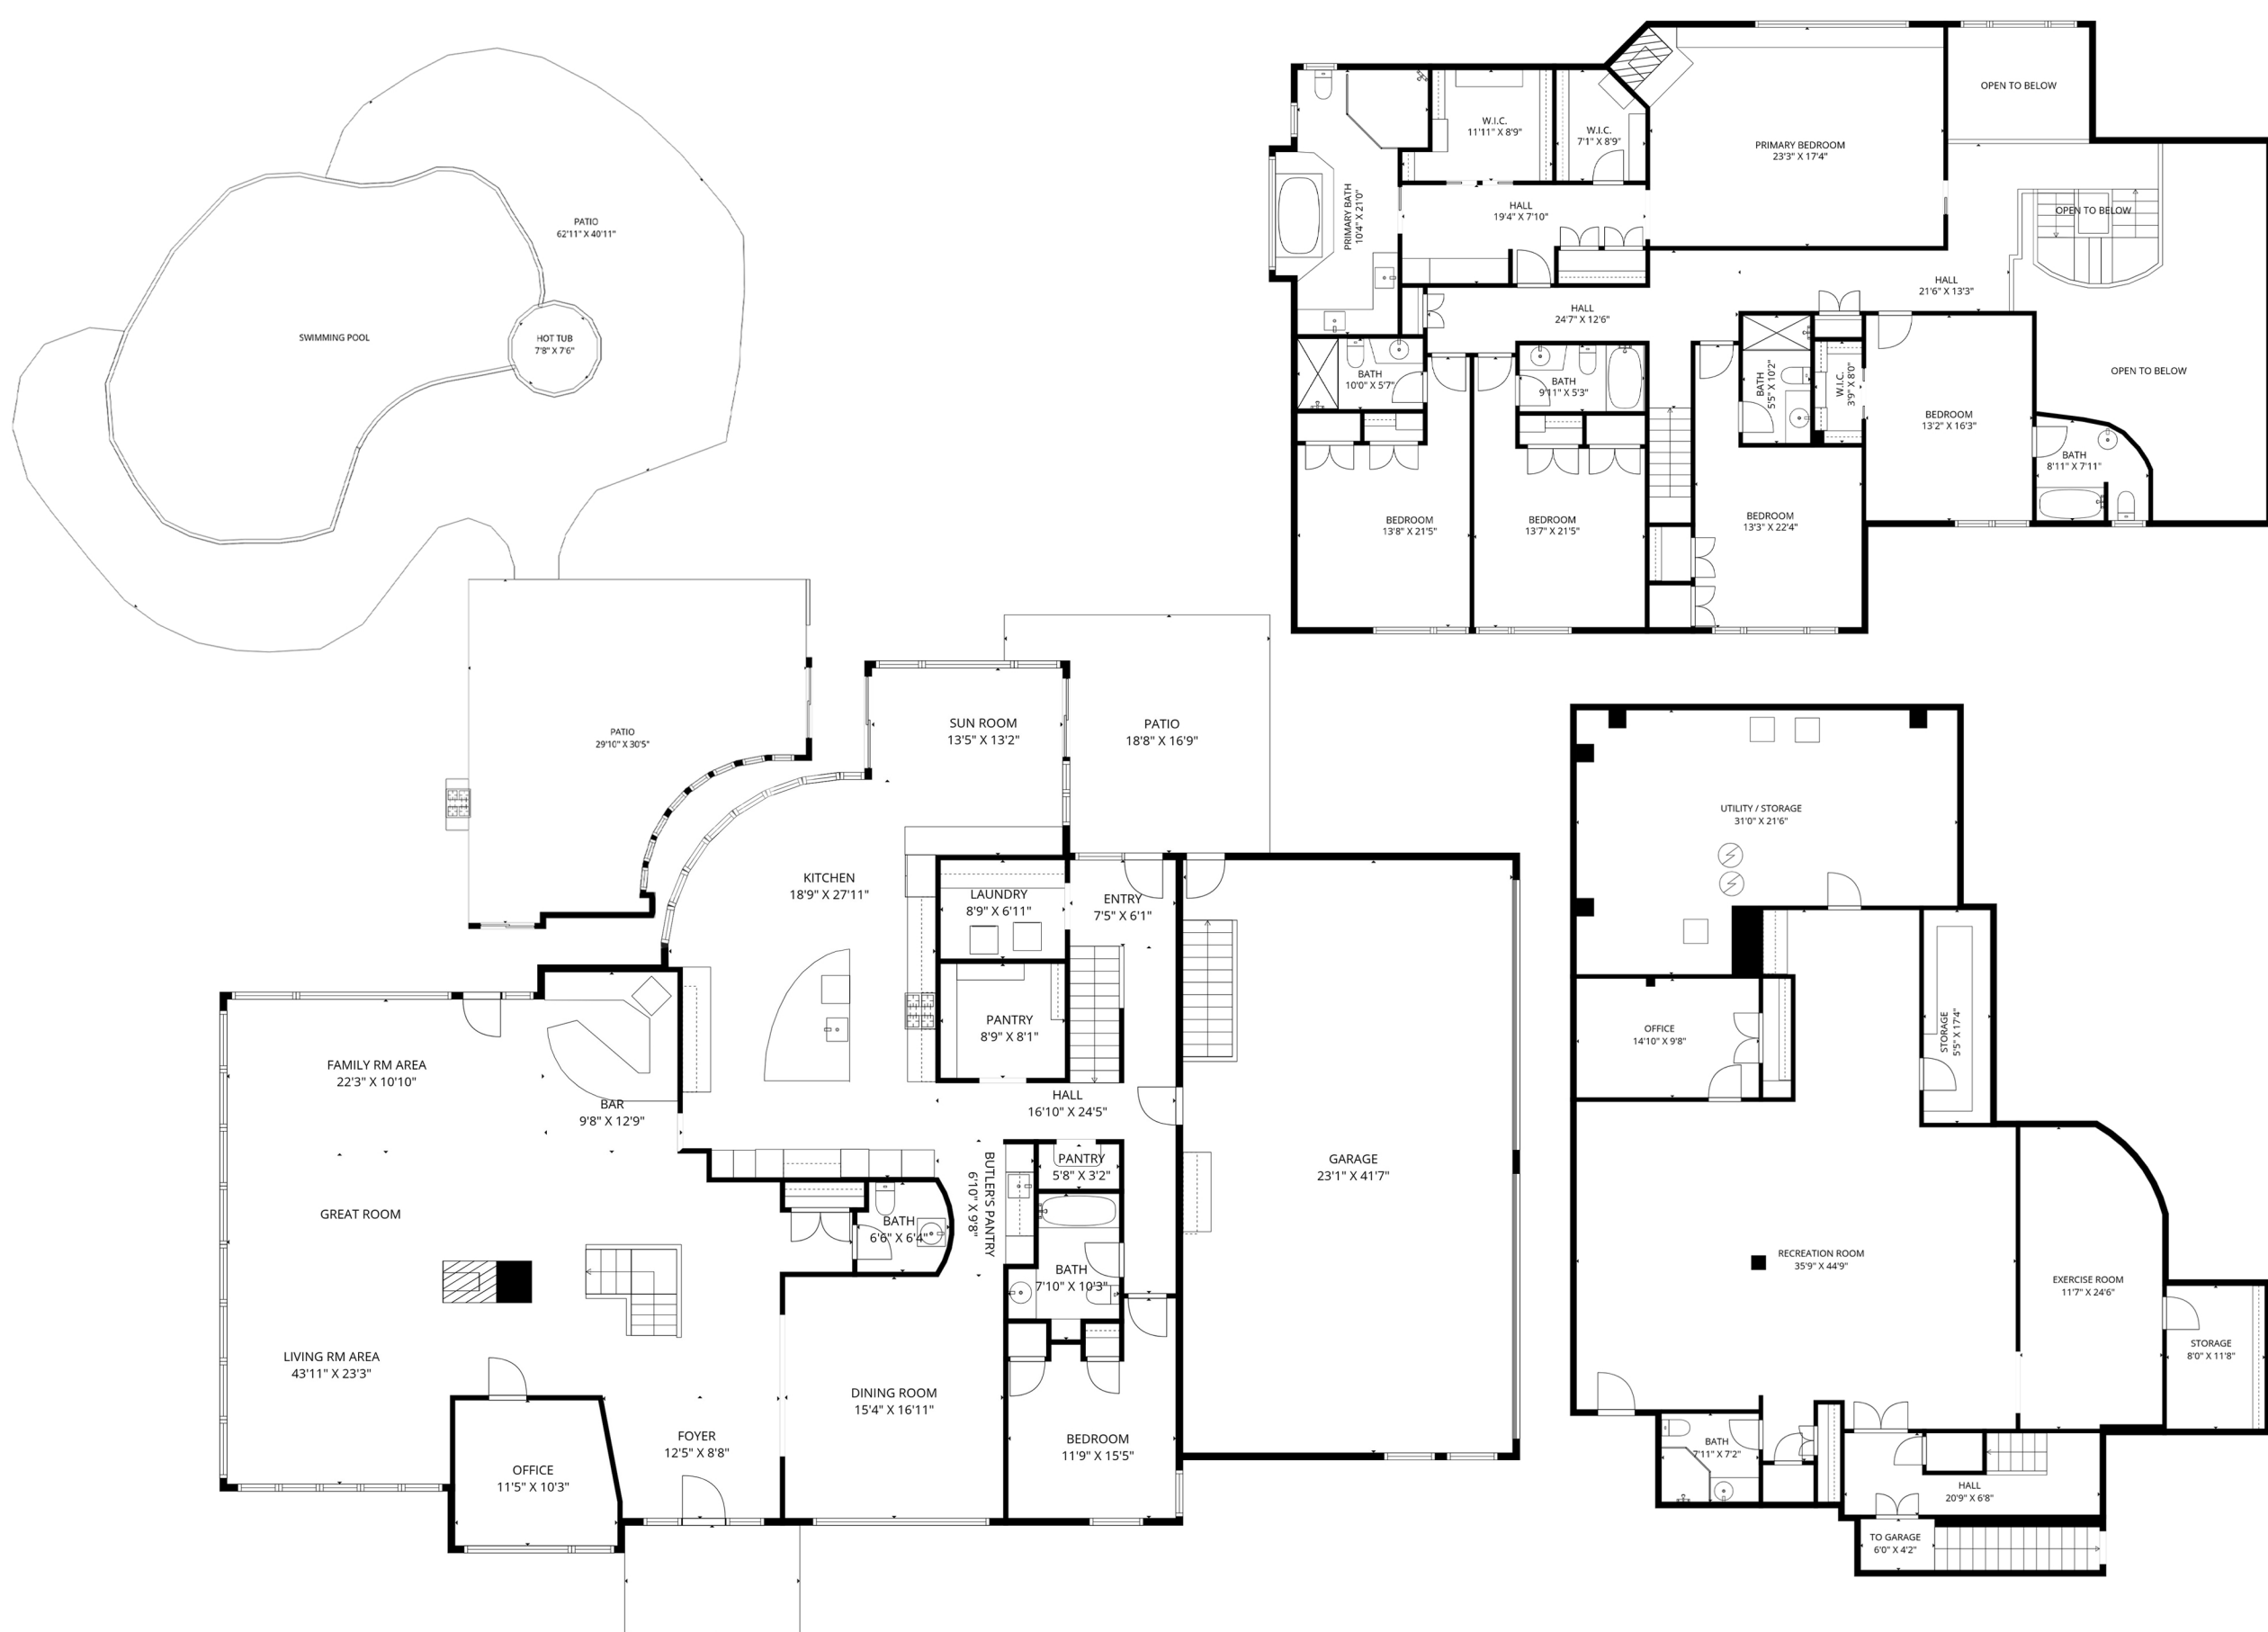 PATIO
62'11" X 40'11"
SWIMMING POOL
HOT TUB
7'8" X 7'6"
PATIO
29'10" X 30'5"
SUN ROOM
13'5" X 13'2"
PATIO
18'8" X 16'9"
KITCHEN
18'9" X 27'11"
LAUNDRY
8'9" X 6'11"
ENTRY
7'5" X 6'1"
PANTRY
8'9" X 8'1"
FAMILY RM AREA
22'3" X 10'10"
BAR
9'8" X 12'9"
HALL
16'10" X 24'5"
PANTRY
5'8" X 3'2"
BUTLER'S PANTRY
6'10" X 9'8"
GARAGE
23'1" X 41'7"
GREAT ROOM
BATH
6'6" X 6'4"
BATH
7'10" X 10'3"
LIVING RM AREA
43'11" X 23'3"
DINING ROOM
15'4" X 16'11"
FOYER
12'5" X 8'8"
BEDROOM
11'9" X 15'5"
OFFICE
11'5" X 10'3"
OPEN TO BELOW
W.I.C.
11'11" X 8'9"
W.I.C.
7'1" X 8'9"
PRIMARY BEDROOM
23'3" X 17'4"
PRIMARY BATH
10'4" X 21'0"
HALL
19'4" X 7'10"
OPEN TO BELOW
HALL
21'6" X 13'3"
HALL
24'7" X 12'6"
BATH
10'0" X 5'7"
BATH
9'11" X 5'3"
BATH
5'5" X 10'2"
W.I.C.
3'9" X 8'0"
OPEN TO BELOW
BEDROOM
13'2" X 16'3"
BATH
8'11" X 7'11"
BEDROOM
13'8" X 21'5"
BEDROOM
13'7" X 21'5"
BEDROOM
13'3" X 22'4"
UTILITY / STORAGE
31'0" X 21'6"
OFFICE
14'10" X 9'8"
STORAGE
5'5" X 17'4"
RECREATION ROOM
35'9" X 44'9"
EXERCISE ROOM
11'7" X 24'6"
STORAGE
8'0" X 11'8"
BATH
7'11" X 7'2"
HALL
20'9" X 6'8"
TO GARAGE
6'0" X 4'2"